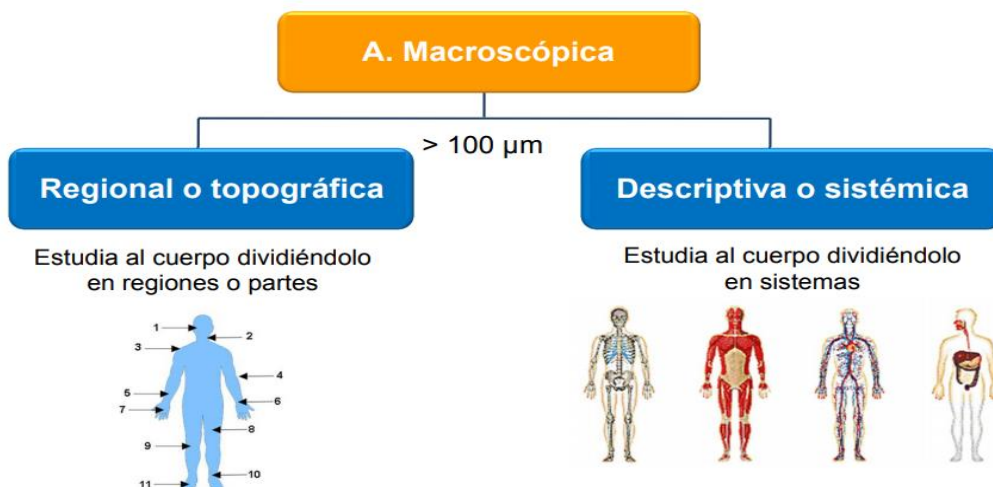 A. Macroscópica
> 100 µm
Regional o topográfica
Descriptiva o sistémica
Estudia al cuerpo dividiéndolo
en regiones o partes
Estudia al cuerpo dividiéndolo
en sistemas
1
2
3
4
5
6
7
8
9
10
11